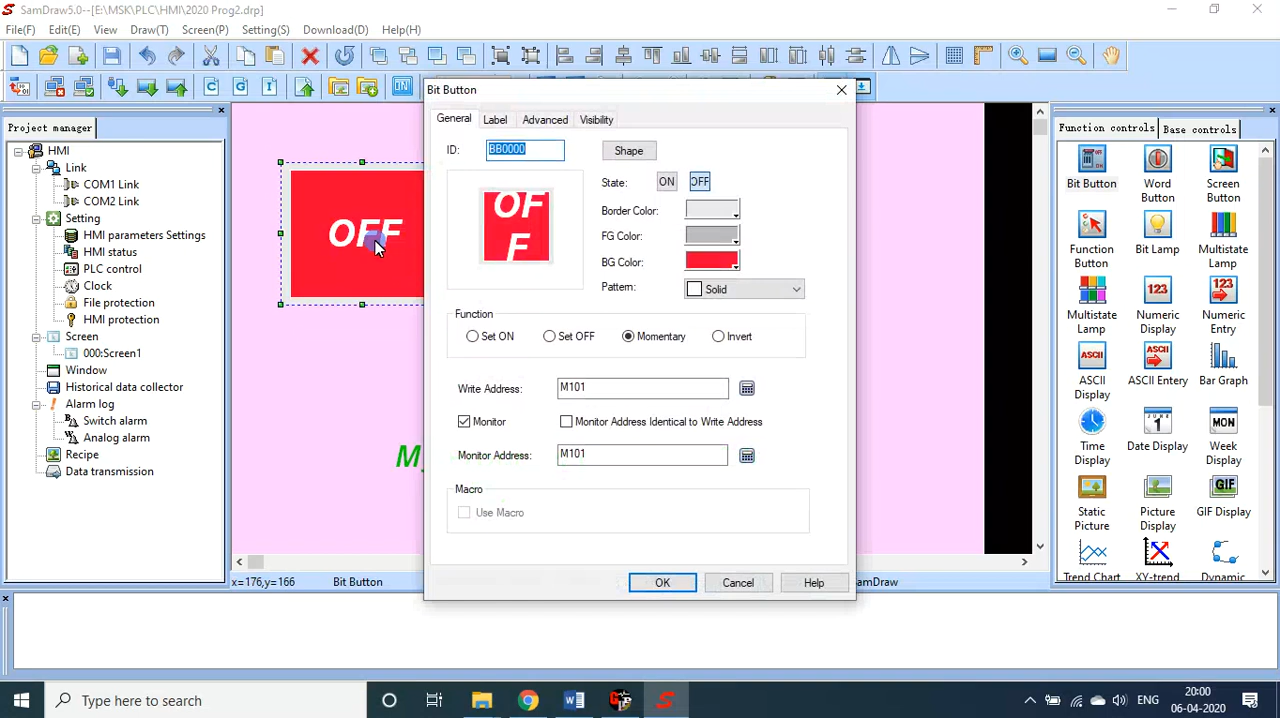 SamDraw5.0--[E:\MSK\PLC\HMI\2020 Prog2.drp]
File(F) Edit(E) View Draw(T) Screen(P) Setting(S) Download(D) Help(H)
Project manager
HMI
Link
COM1 Link
COM2 Link
Setting
HMI parameters Settings
HMI status
PLC control
Clock
File protection
HMI protection
Screen
000:Screen1
Window
Historical data collector
Alarm log
Switch alarm
Analog alarm
Recipe
Data transmission
OFF
M
Bit Button
General Label Advanced Visibility
ID: BB0000 Shape
OF
F
State: ON OFF
Border Color:
FG Color:
BG Color:
Pattern: Solid
Function
Set ON Set OFF Momentary Invert
Write Address: M101
Monitor Monitor Address Identical to Write Address
Monitor Address: M101
Macro
Use Macro
OK Cancel Help
Function controls Base controls
Bit Button Word Button Screen Button
Function Button Bit Lamp Multistate Lamp
Multistate Lamp Numeric Display Numeric Entry
ASCII Display ASCII Entery Bar Graph
Time Display Date Display Week Display
Static Picture Picture Display GIF Display
Trend Chart XY-trend Dynamic
x=176,y=166 Bit Button SamDraw
Type here to search
ENG
20:00
06-04-2020